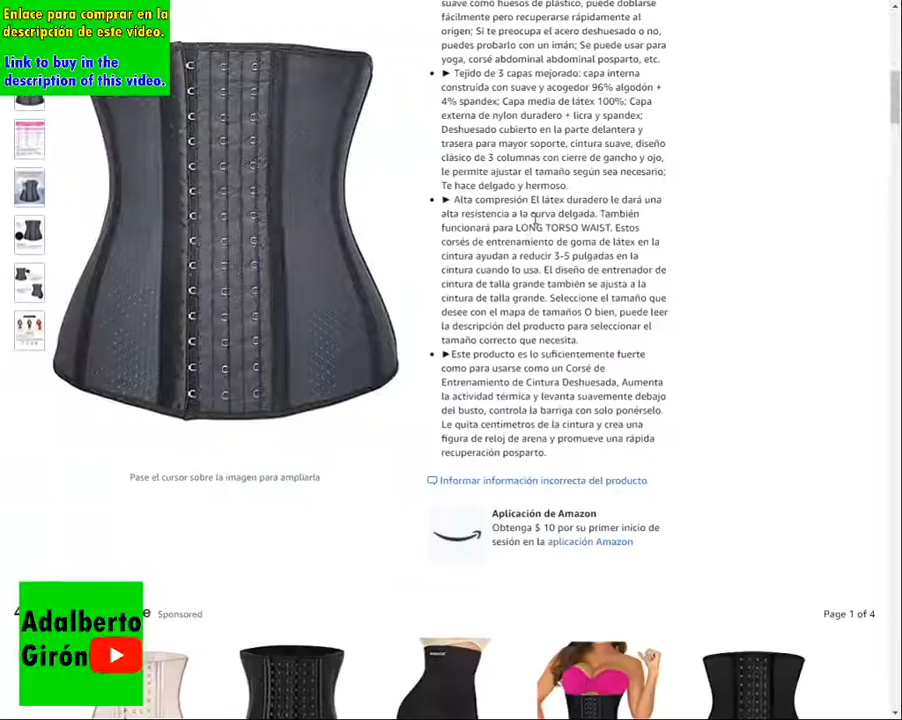 Enlace para comprar en la
descripción de este vídeo.
Link to buy in the
description of this video.
suave como huesos de plástico, puede doblarse
fácilmente pero recuperarse rápidamente al
origen; Si te preocupa el acero deshuesado o no,
puedes probarlo con un imán; Se puede usar para
yoga, corsé abdominal abdominal posparto, etc.
► Tejido de 3 capas mejorado: capa interna
construida con suave y acogedor 96% algodón +
4% spandex; Capa media de látex 100%; Capa
externa de nylon duradero + licra y spandex;
Deshuesado cubierto en la parte delantera y
trasera para mayor soporte, cintura suave, diseño
clásico de 3 columnas con cierre de gancho y ojo,
le permite ajustar el tamaño según sea necesario;
Te hace delgado y hermoso.
► Alta compresión El látex duradero le dará una
alta resistencia a la curva delgada. También
funcionará para LONG TORSO WAIST. Estos
corsés de entrenamiento de goma de látex en la
cintura ayudan a reducir 3-5 pulgadas en la
cintura cuando lo usa. El diseño de entrenador de
cintura de talla grande también se ajusta a la
cintura de talla grande. Seleccione el tamaño que
desee con el mapa de tamaños O bien, puede leer
la descripción del producto para seleccionar el
tamaño correcto que necesita.
►Este producto es lo suficientemente fuerte
como para usarse como un Corsé de
Entrenamiento de Cintura Deshuesada, Aumenta
la actividad térmica y levanta suavemente debajo
del busto, controla la barriga con solo ponérselo.
Le quita centímetros de la cintura y crea una
figura de reloj de arena y promueve una rápida
recuperación posparto.
Pase el cursor sobre la imagen para ampliarla
Informar información incorrecta del producto
Aplicación de Amazon
Obtenga $ 10 por su primer inicio de
sesión en la aplicación Amazon
Sponsored
Page 1 of 4
Adalberto
Girón